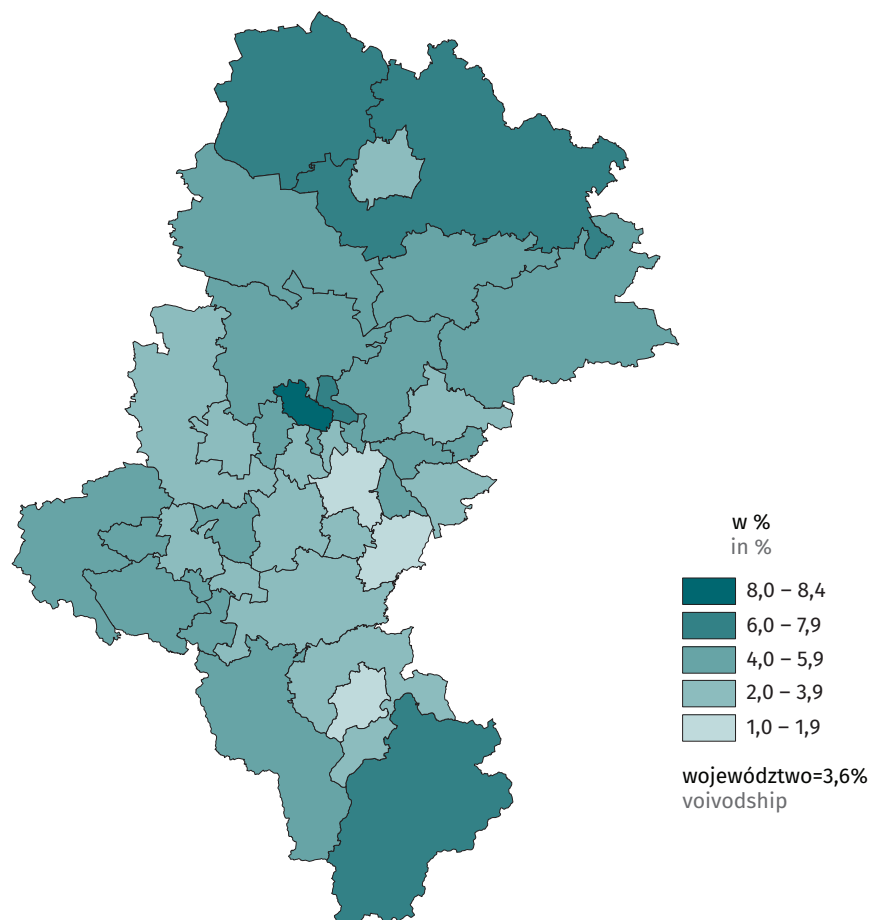 w %
in %
8,0 – 8,4
6,0 – 7,9
4,0 – 5,9
2,0 – 3,9
1,0 – 1,9
województwo=3,6%
voivodship